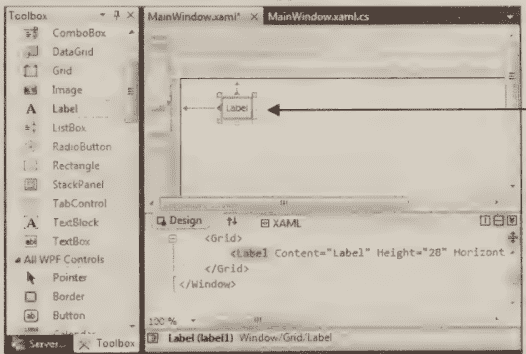 Toolbox
ComboBox
DataGrid
Grid
Image
A Label
ListBox
RadioButton
Rectangle
StackPanel
TabControl
A TextBlock
abl TextBox
All WPF Controls
Pointer
Border
ab Button
Server... Toolbox
MainWindow.xaml* × MainWindow.xaml.cs
Label
Design XAML
<Grid>
<Label Content="Label" Height="28" Horizont
</Grid>
</Window>
100 %
Label (label1) Window/Grid/Label